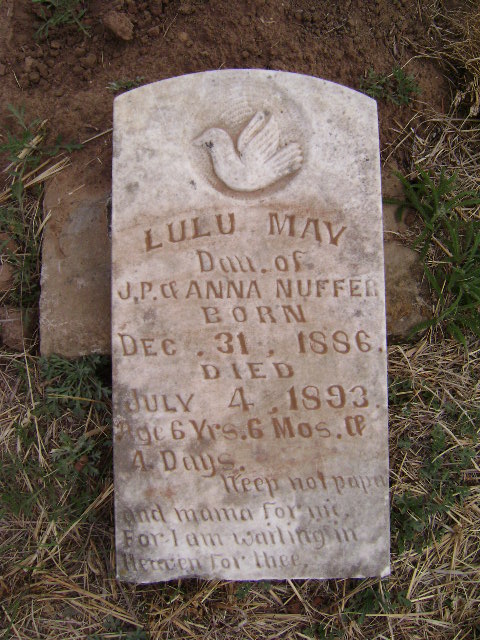 LULU MAY
Dau. of
J.P. & ANNA NUFFER
BORN
DEC. 31, 1886.
DIED
JULY 4, 1893.
Age 6 Yrs. 6 Mos. &
4 Days.
Weep not papa
and mama for me.
For I am waiting in
Heaven for thee.